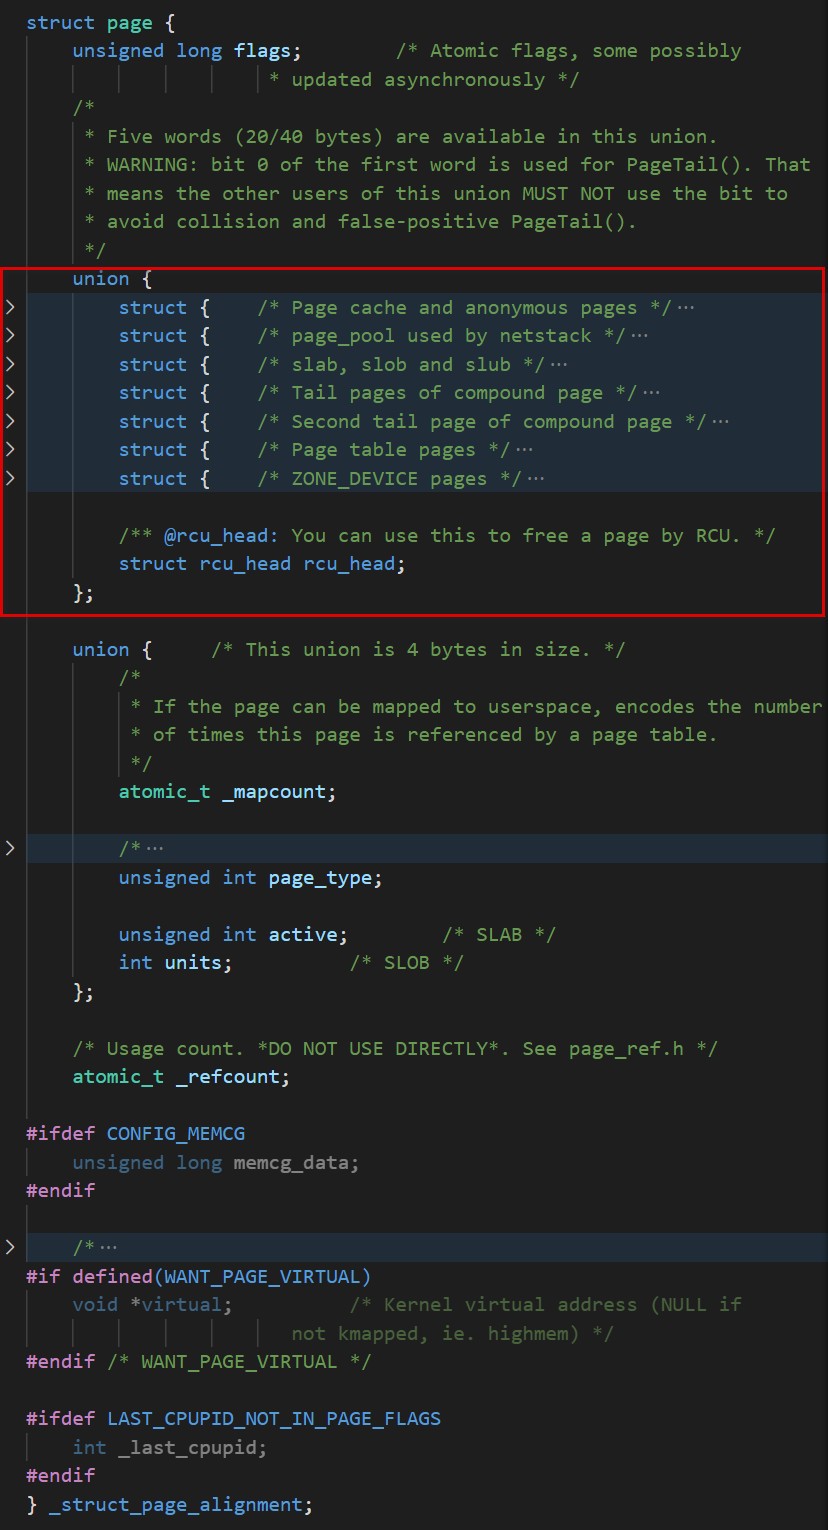 struct page {
unsigned long flags; /* Atomic flags, some possibly
* updated asynchronously */
/*
* Five words (20/40 bytes) are available in this union.
* WARNING: bit 0 of the first word is used for PageTail(). That
* means the other users of this union MUST NOT use the bit to
* avoid collision and false-positive PageTail().
*/
union {
struct { /* Page cache and anonymous pages */ ···
struct { /* page_pool used by netstack */ ···
struct { /* slab, slob and slub */ ···
struct { /* Tail pages of compound page */ ···
struct { /* Second tail page of compound page */ ···
struct { /* Page table pages */ ···
struct { /* ZONE_DEVICE pages */ ···
/** @rcu_head: You can use this to free a page by RCU. */
struct rcu_head rcu_head;
};
union { /* This union is 4 bytes in size. */
/*
* If the page can be mapped to userspace, encodes the number
* of times this page is referenced by a page table.
*/
atomic_t _mapcount;
/* ···
unsigned int page_type;
unsigned int active; /* SLAB */
int units; /* SLOB */
};
/* Usage count. *DO NOT USE DIRECTLY*. See page_ref.h */
atomic_t _refcount;
#ifdef CONFIG_MEMCG
unsigned long memcg_data;
#endif
/* ···
#if defined(WANT_PAGE_VIRTUAL)
void *virtual; /* Kernel virtual address (NULL if
not kmapped, ie. highmem) */
#endif /* WANT_PAGE_VIRTUAL */
#ifdef LAST_CPUPID_NOT_IN_PAGE_FLAGS
int _last_cpupid;
#endif
} _struct_page_alignment;